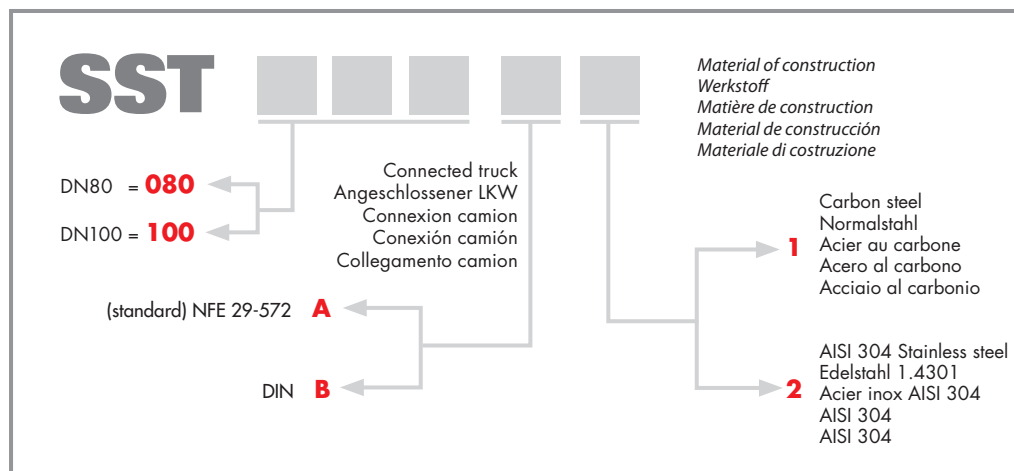 SST
Material of construction
Werkstoff
Matière de construction
Material de construcción
Materiale di costruzione
DN80 = 080
DN100 = 100
Connected truck
Angeschlossener LKW
Connexion camion
Conexión camión
Collegamento camion
(standard) NFE 29-572 A
DIN B
1
Carbon steel
Normalstahl
Acier au carbone
Acero al carbono
Acciaio al carbonio
2
AISI 304 Stainless steel
Edelstahl 1.4301
Acier inox AISI 304
AISI 304
AISI 304